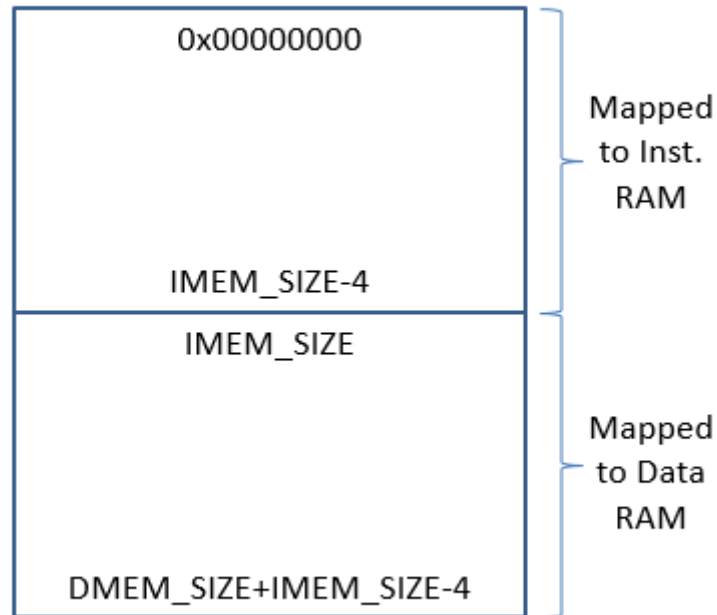 0x00000000
Mapped
to Inst.
RAM
IMEM_SIZE-4
IMEM_SIZE
Mapped
to Data
RAM
DMEM_SIZE+IMEM_SIZE-4